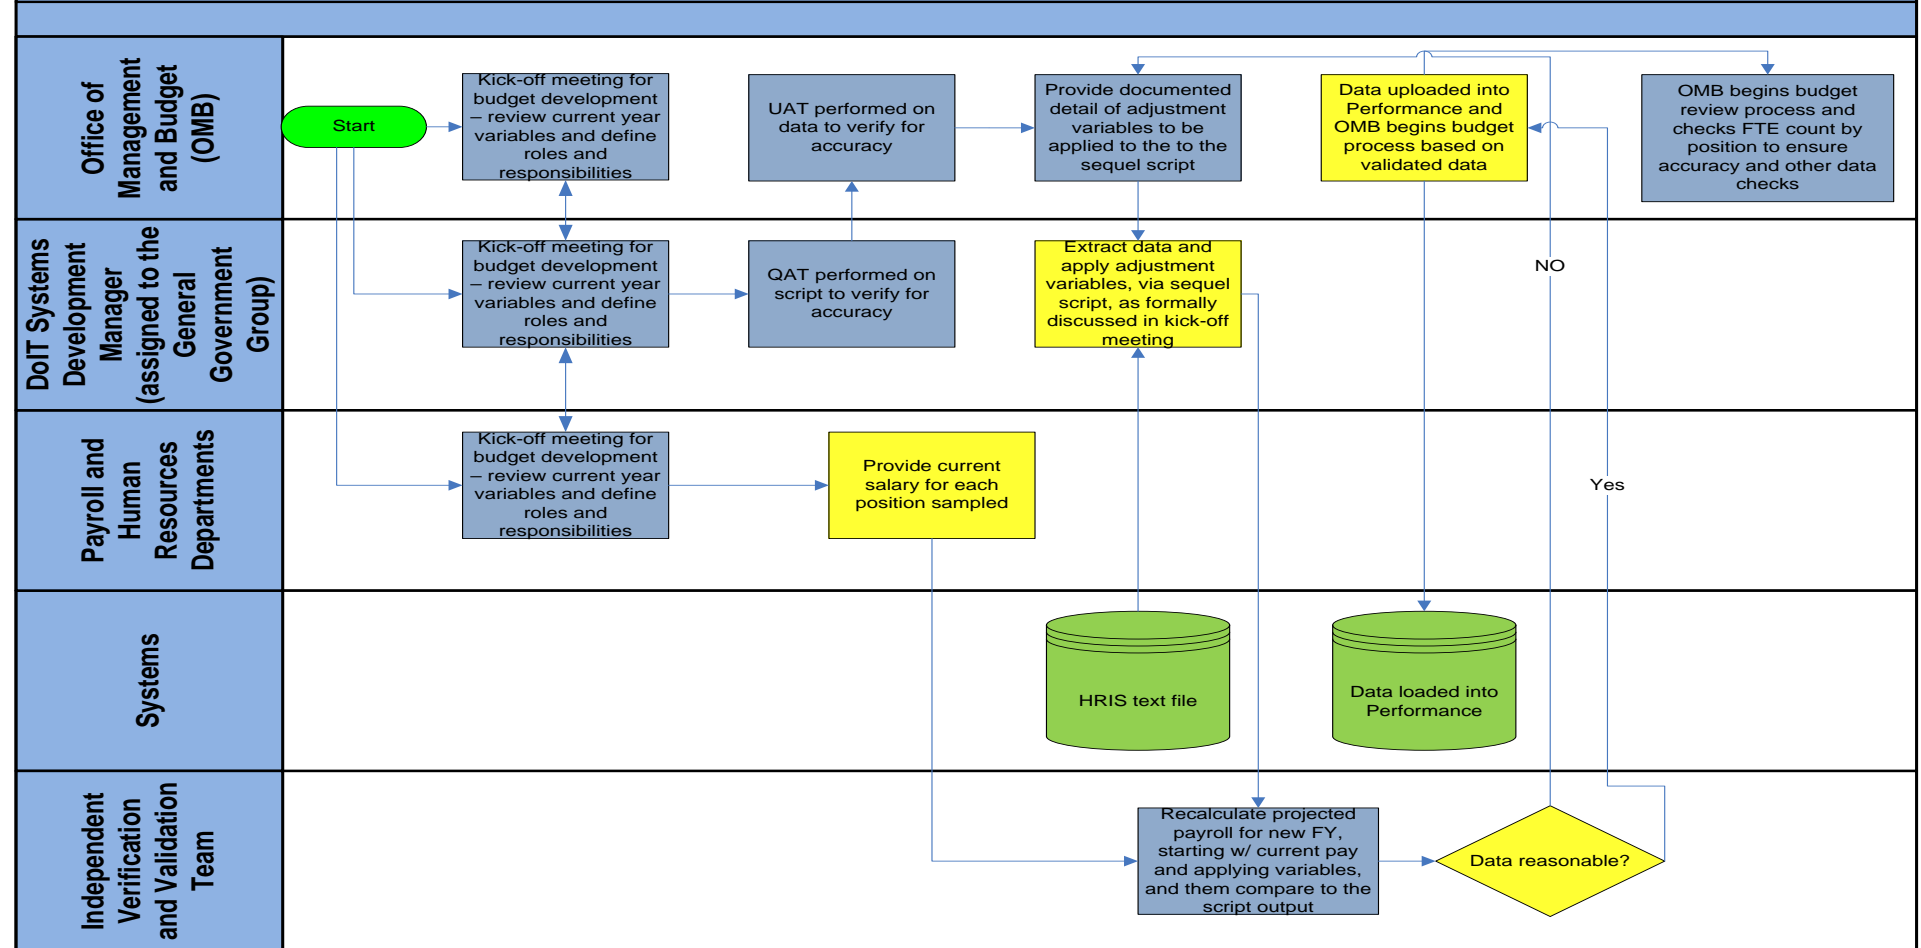 Office of
Management
and Budget
(OMB)
Start
Kick-off meeting for
budget development
– review current year
variables and define
roles and
responsibilities
UAT performed on
data to verify for
accuracy
Provide documented
detail of adjustment
variables to be
applied to the to the
sequel script
Data uploaded into
Performance and
OMB begins budget
process based on
validated data
OMB begins budget
review process and
checks FTE count by
position to ensure
accuracy and other data
checks
DoIT Systems
Development
Manager
(assigned to the
General
Government
Group)
Kick-off meeting for
budget development
– review current year
variables and define
roles and
responsibilities
QAT performed on
script to verify for
accuracy
Extract data and
apply adjustment
variables, via sequel
script, as formally
discussed in kick-off
meeting
NO
Payroll and
Human
Resources
Departments
Kick-off meeting for
budget development
– review current year
variables and define
roles and
responsibilities
Provide current
salary for each
position sampled
Yes
Systems
HRIS text file
Data loaded into
Performance
Independent
Verification
and Validation
Team
Recalculate projected
payroll for new FY,
starting w/ current pay
and applying variables,
and them compare to the
script output
Data reasonable?